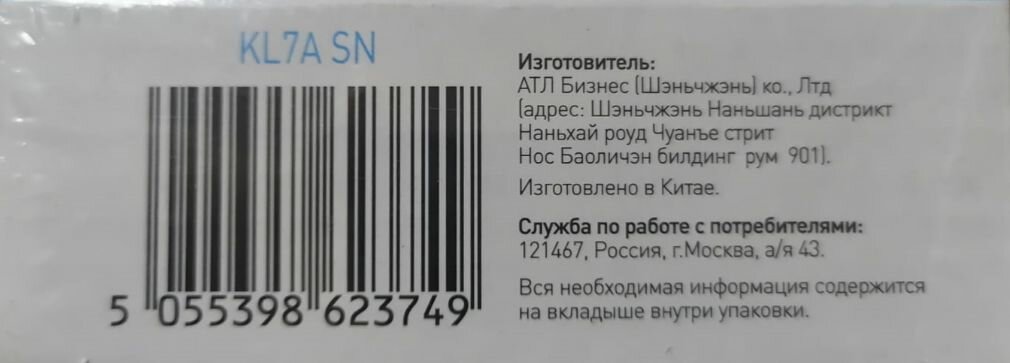 KL7A SN
5 055398 623749
Изготовитель:
АТЛ Бизнес (Шэньчжэнь) ко., Лтд
(адрес: Шэньчжэнь Наньшань дистрикт
Наньхай роуд Чуанъе стрит
Нос Баоличэн билдинг рум 901).
Изготовлено в Китае.
Служба по работе с потребителями:
121467, Россия, г.Москва, а/я 43.
Вся необходимая информация содержится
на вкладыше внутри упаковки.